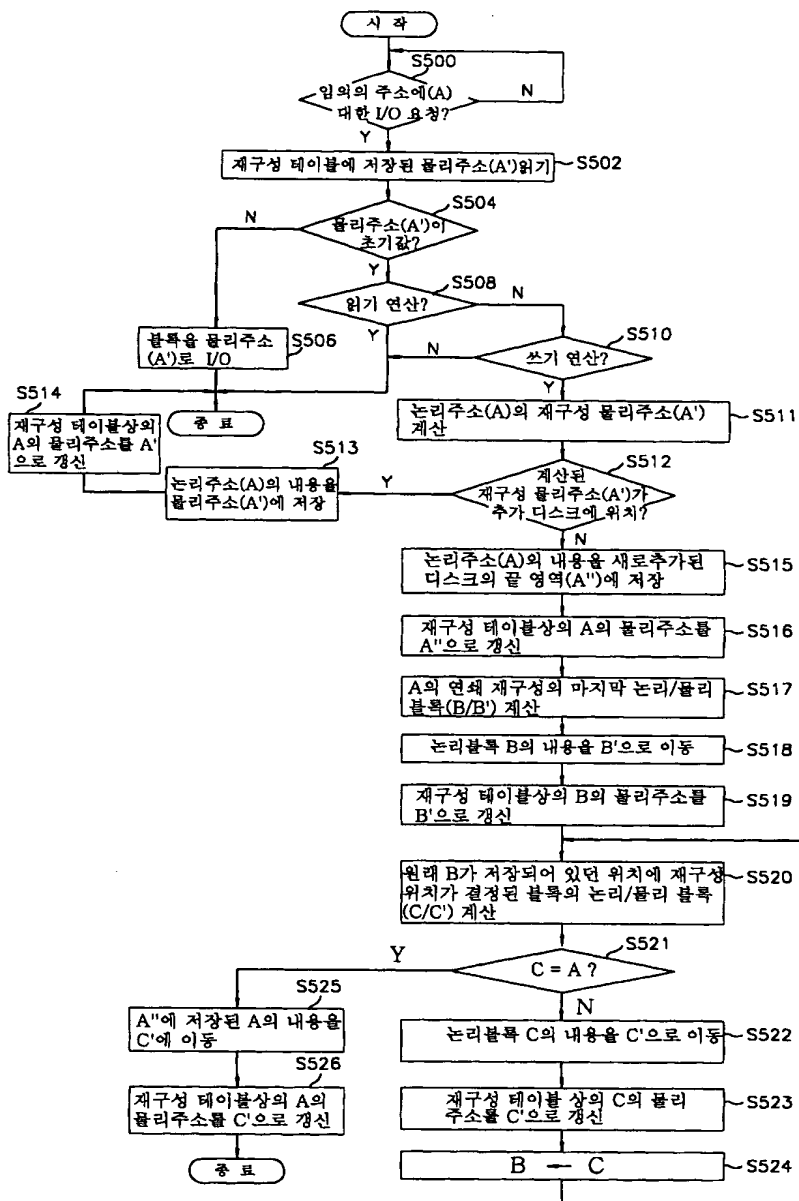 시 작
S500
임의의 주소에(A)
대한 I/O 요청?
N
Y
재구성 테이블에 저장된 물리주소(A')읽기
S502
S504
N
물리주소(A')이
초기값?
Y
S508
읽기 연산?
N
Y
S510
블록을 물리주소
(A')로 I/O
S506
N
쓰기 연산?
Y
S514
종 료
논리주소(A)의 재구성 물리주소(A')
계산
S511
재구성 테이블상의
A의 물리주소를 A'
으로 갱신
S513
논리주소(A)의 내용을
물리주소(A')에 저장
Y
S512
계산된
재구성 물리주소(A')가
추가 디스크에 위치?
N
논리주소(A)의 내용을 새로추가된
디스크의 끝 영역(A'')에 저장
S515
재구성 테이블상의 A의 물리주소를
A''으로 갱신
S516
A의 연쇄 재구성의 마지막 논리/물리
블록(B/B') 계산
S517
논리블록 B의 내용을 B'으로 이동
S518
재구성 테이블상의 B의 물리주소를
B'으로 갱신
S519
원래 B가 저장되어 있던 위치에 재구성
위치가 결정된 블록의 논리/물리 블록
(C/C') 계산
S520
S521
Y
C = A ?
N
S525
A''에 저장된 A의 내용을
C'에 이동
논리블록 C의 내용을 C'으로 이동
S522
S526
재구성 테이블상의 A의
물리주소를 C'으로 갱신
재구성 테이블 상의 C의 물리
주소를 C'으로 갱신
S523
종 료
B ← C
S524